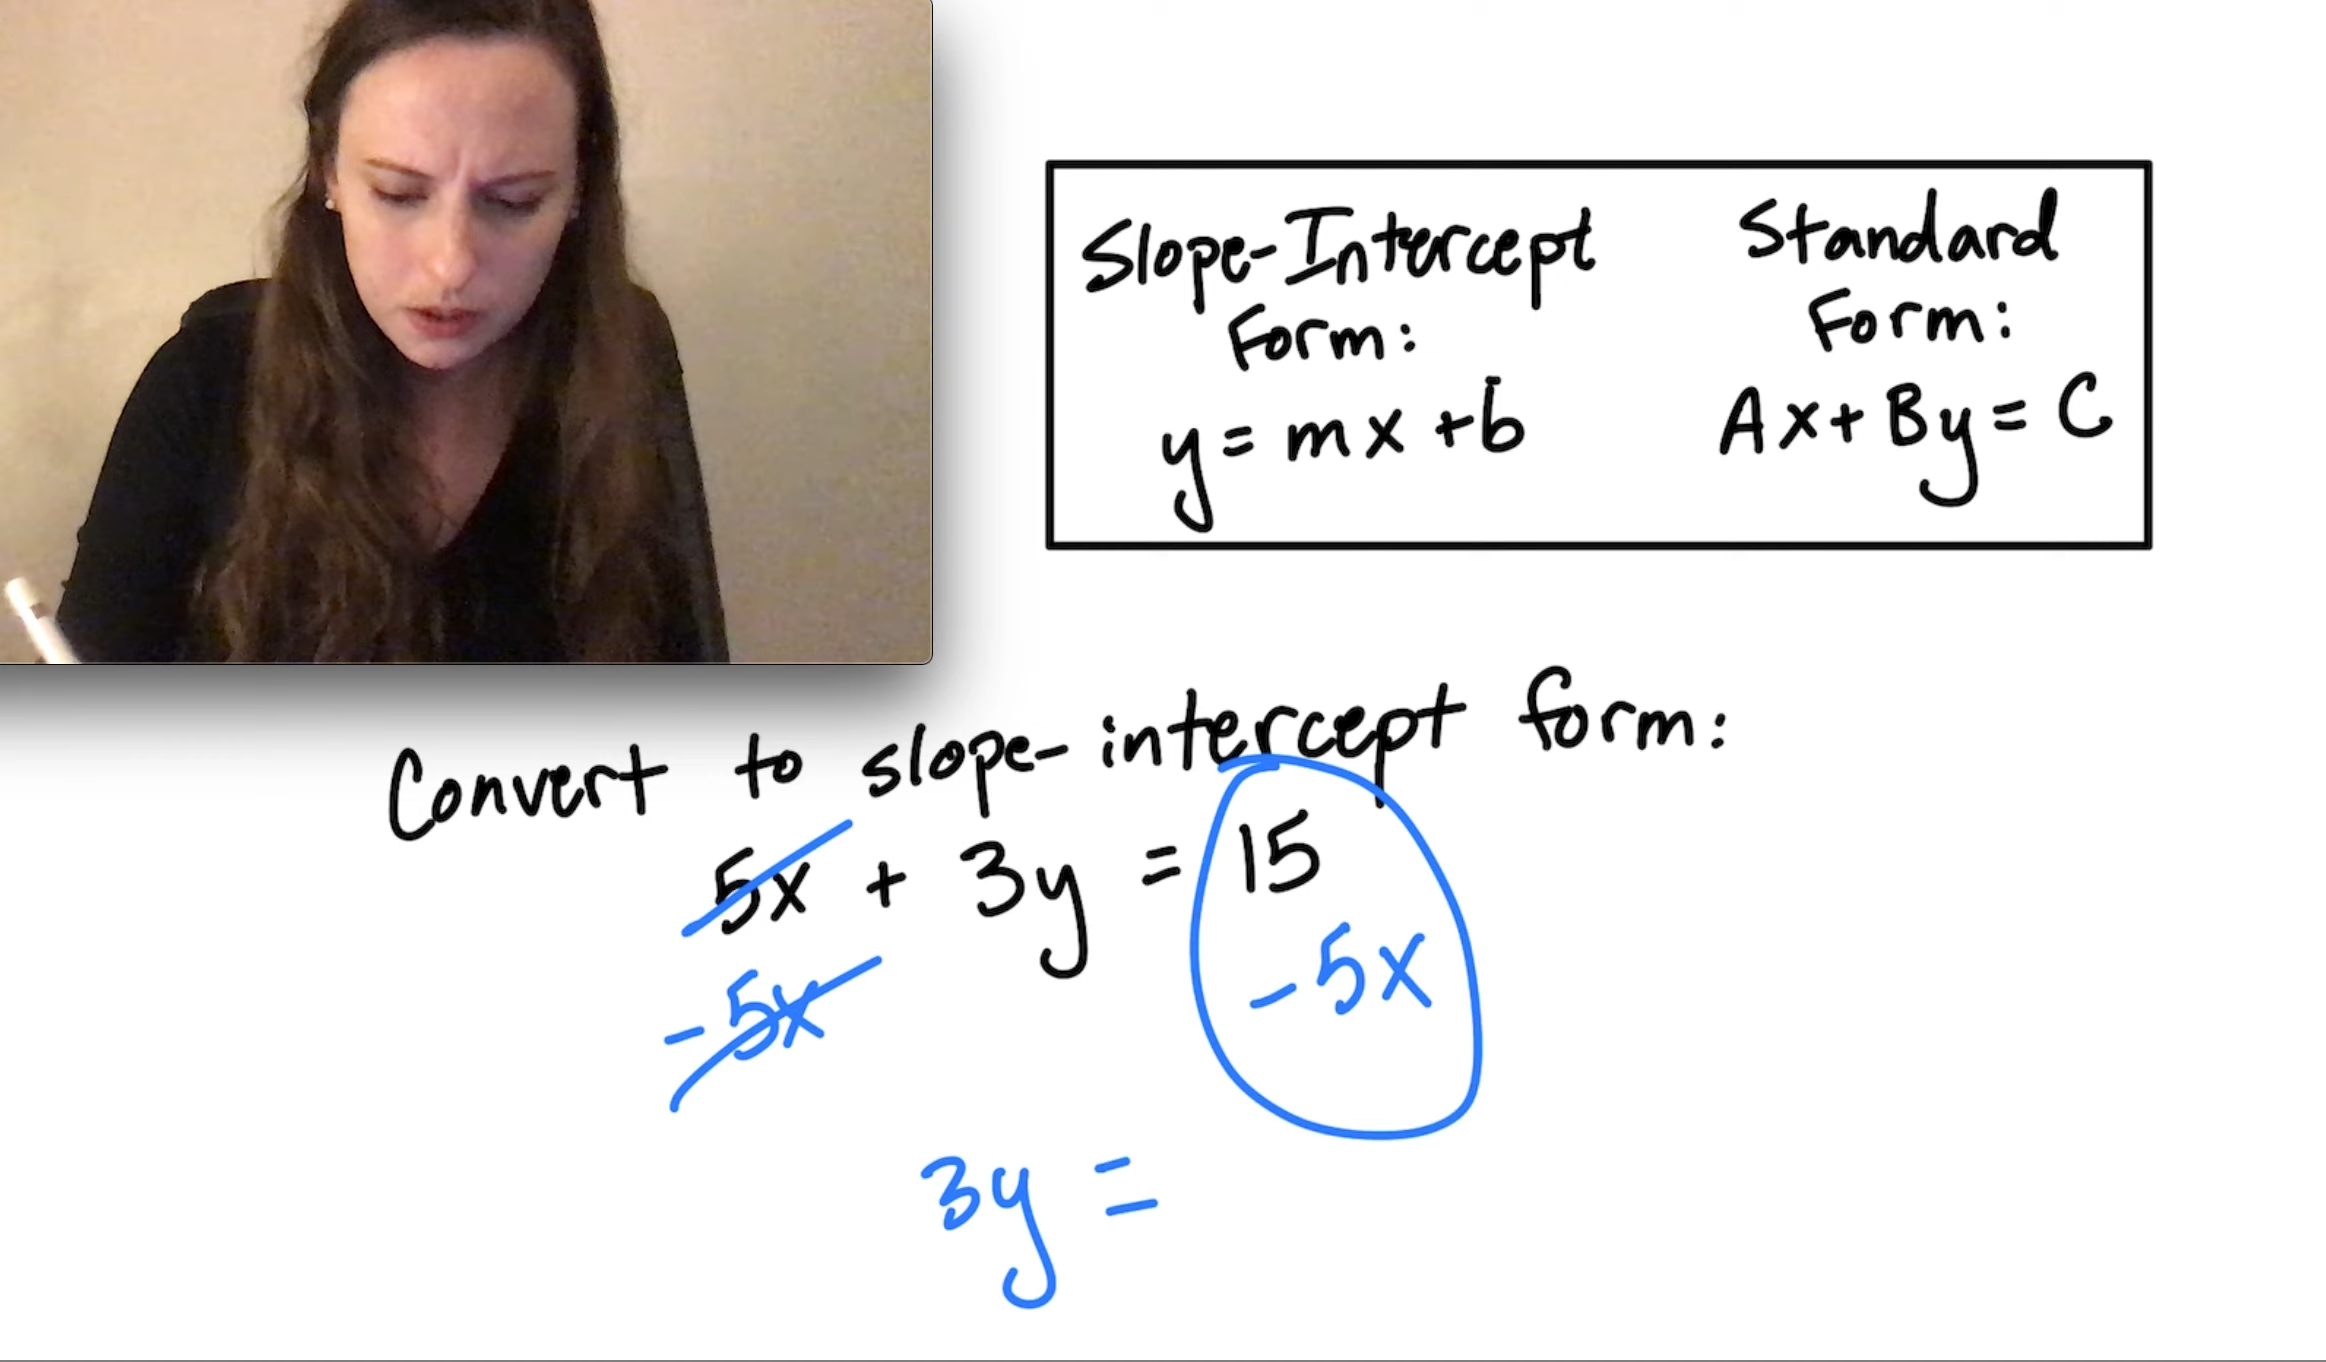 Slope-Intercept
Form:
y = mx + b
Standard
Form:
Ax + By = C
Convert to slope-intercept form:
5x + 3y = 15
-5x -5x
3y =